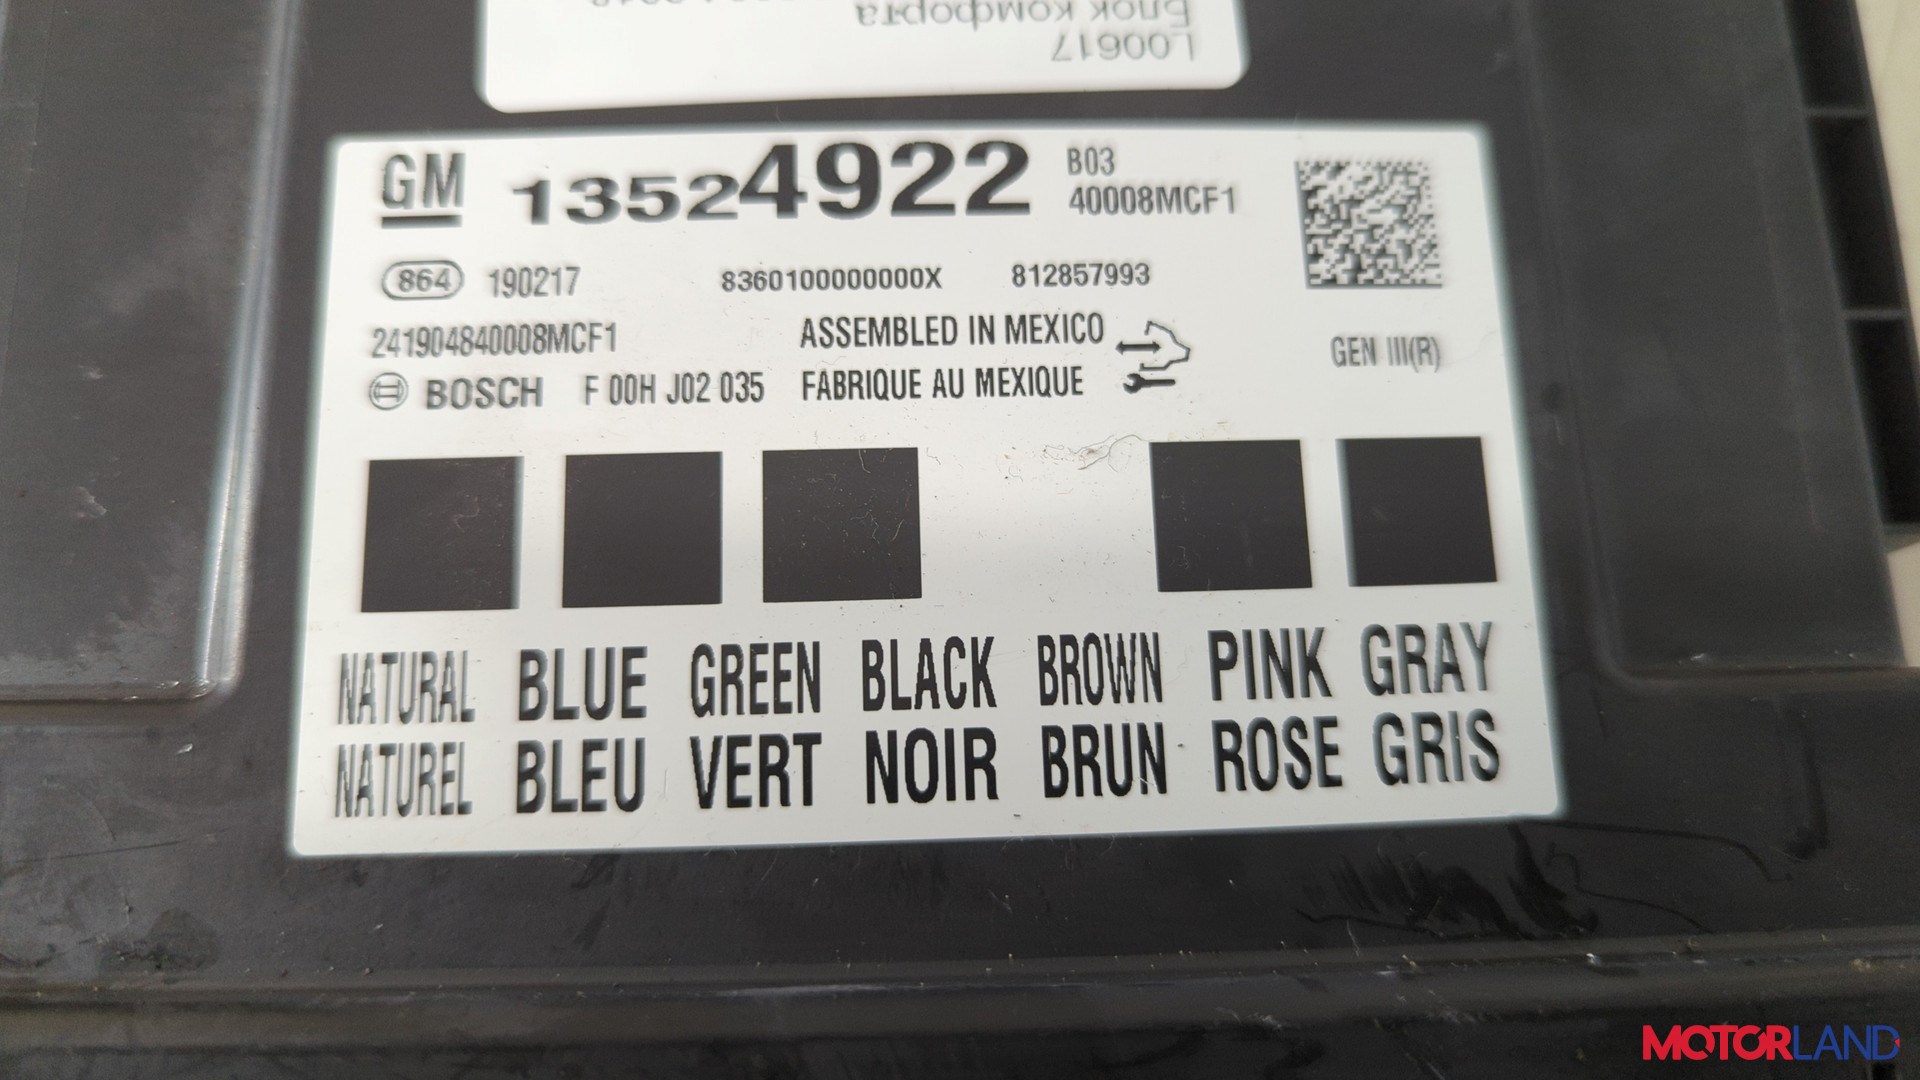 L00617
Блок комфорта
GM 13524922 B03
40008MCF1
864 190217 8360100000000X 812857993
241904840008MCF1 ASSEMBLED IN MEXICO
GEN III(R)
BOSCH F 00H J02 035 FABRIQUE AU MEXIQUE
NATURAL BLUE GREEN BLACK BROWN PINK GRAY
NATUREL BLEU VERT NOIR BRUN ROSE GRIS
MOTORLAND